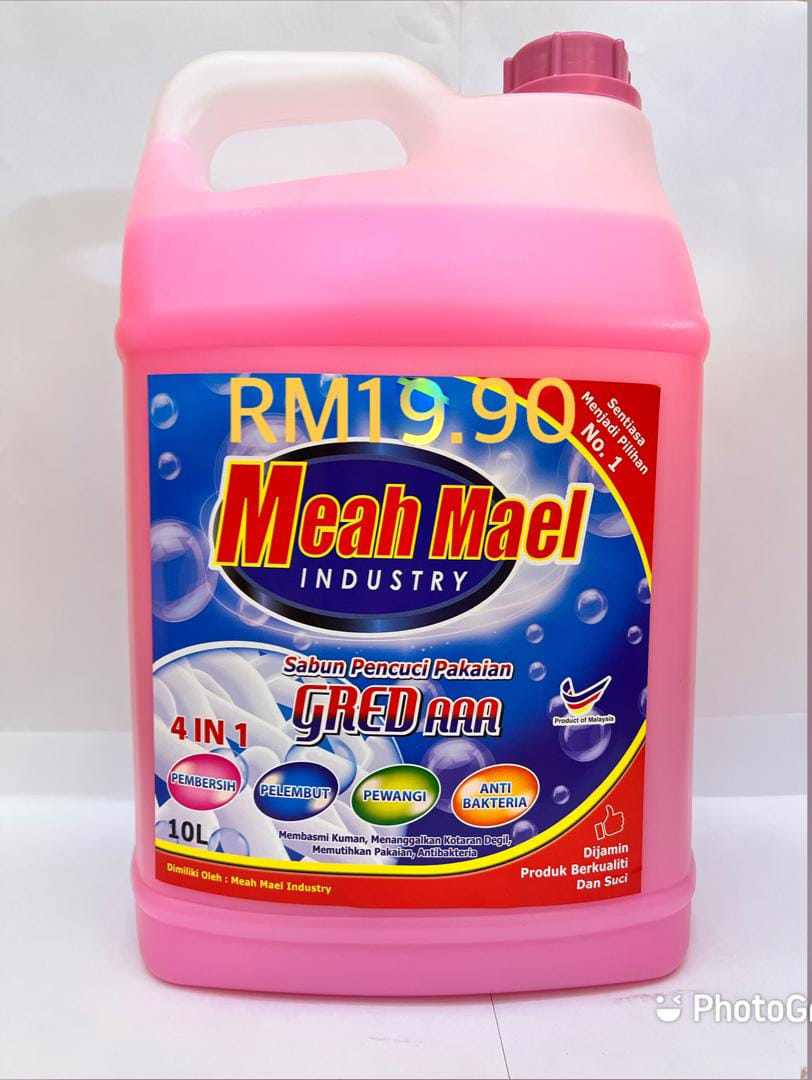 RM19.90
Sentiasa
Menjadi Pilihan
No. 1
Meah Mael
INDUSTRY
Sabun Pencuci Pakaian
GRED AAA
Product of Malaysia
4 IN 1
PEMBERSIH
PELEMBUT
PEWANGI
ANTI
BAKTERIA
10L
Membasmi Kuman, Menanggalkan Kotaran Degil,
Memutihkan Pakaian, Antibakteria
Dijamin
Produk Berkualiti
Dan Suci
Dimiliki Oleh : Meah Mael Industry